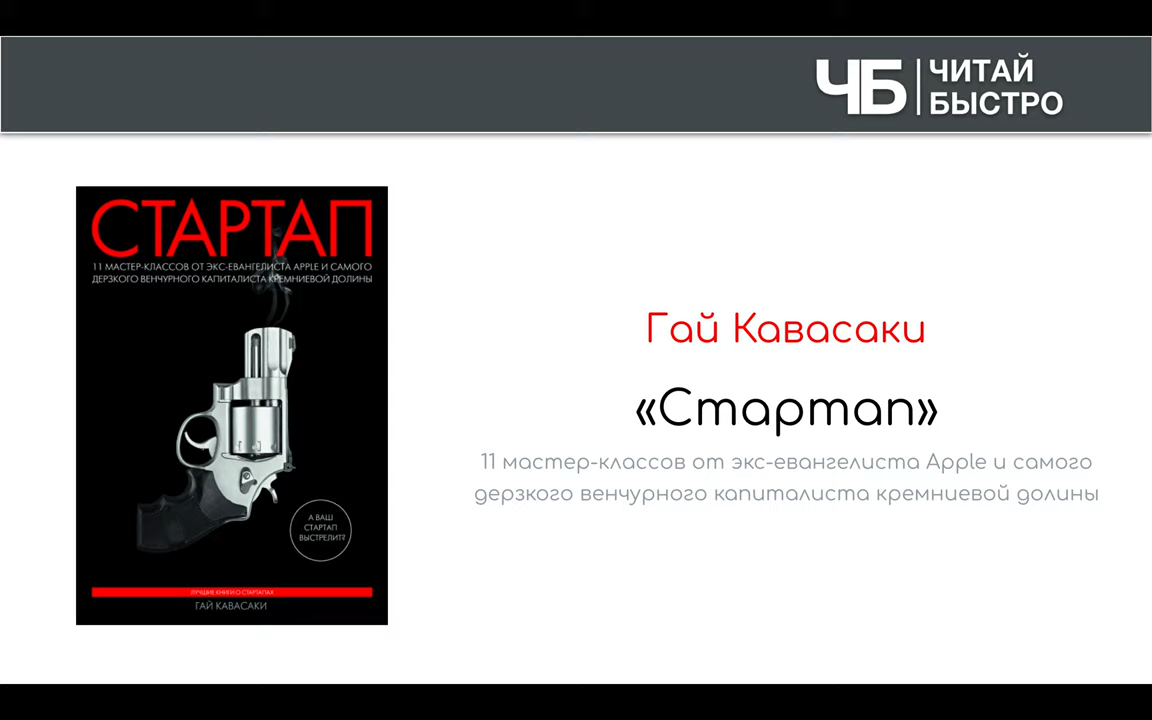 ЧБ
ЧИТАЙ
БЫСТРО
СТАРТАП
11 МАСТЕР-КЛАССОВ ОТ ЭКС-ЕВАНГЕЛИСТА APPLE И САМОГО
ДЕРЗКОГО ВЕНЧУРНОГО КАПИТАЛИСТА КРЕМНИЕВОЙ ДОЛИНЫ
А ВАШ
СТАРТАП
ВЫСТРЕЛИТ?
ЛУЧШИЕ КНИГИ О СТАРТАПАХ
ГАЙ КАВАСАКИ
Гай Кавасаки
«Стартап»
11 мастер-классов от экс-евангелиста Apple и самого
дерзкого венчурного капиталиста кремниевой долины